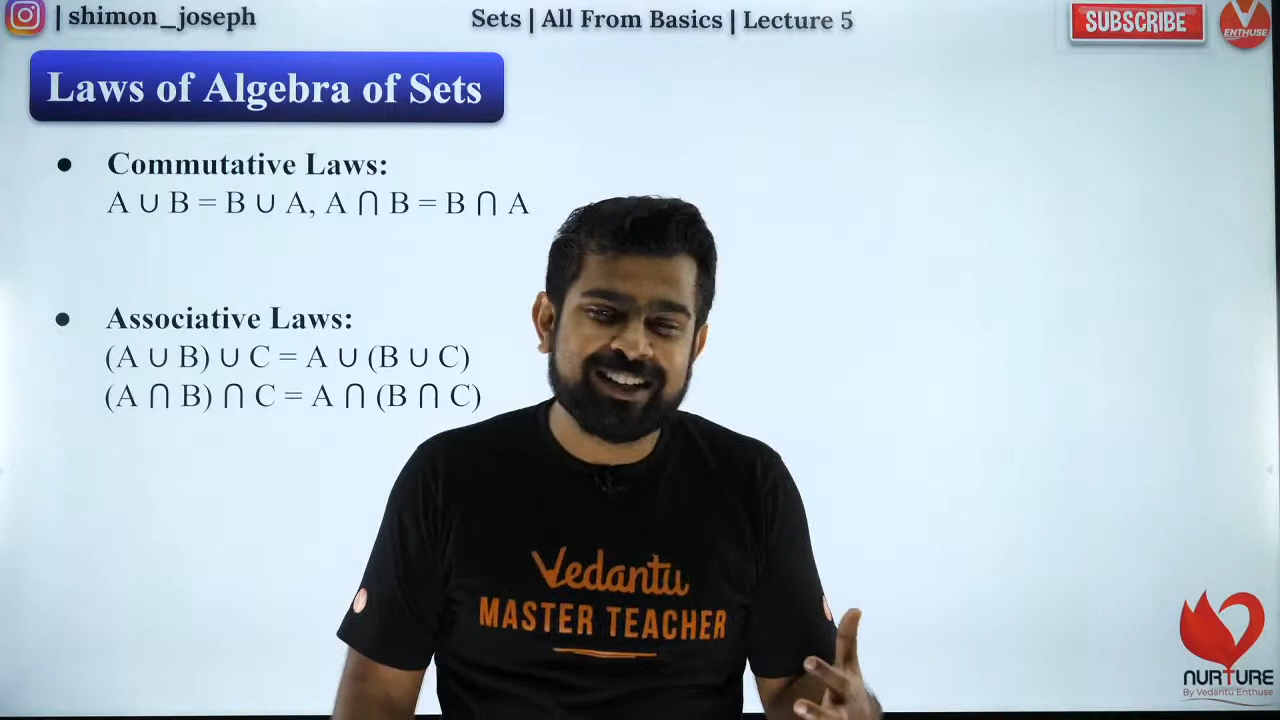 | shimon_joseph
Sets | All From Basics | Lecture 5
SUBSCRIBE
ENTHUSE
Laws of Algebra of Sets
● Commutative Laws:
A ∪ B = B ∪ A, A ⋂ B = B ⋂ A
● Associative Laws:
(A ∪ B) ∪ C = A ∪ (B ∪ C)
(A ⋂ B) ⋂ C = A ⋂ (B ⋂ C)
Vedantu
MASTER TEACHER
NURTURE
By Vedantu Enthuse